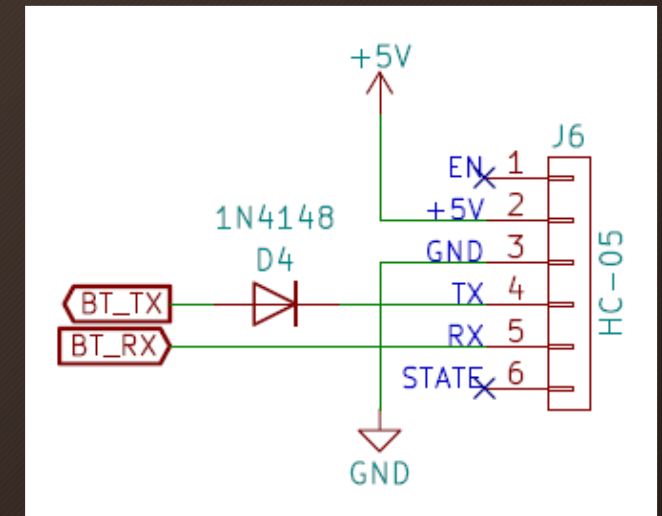 +5V
J6
EN 1
1N4148
+5V 2
D4
GND 3
BT_TX
TX 4
BT_RX
RX 5
STATE 6
HC-05
GND